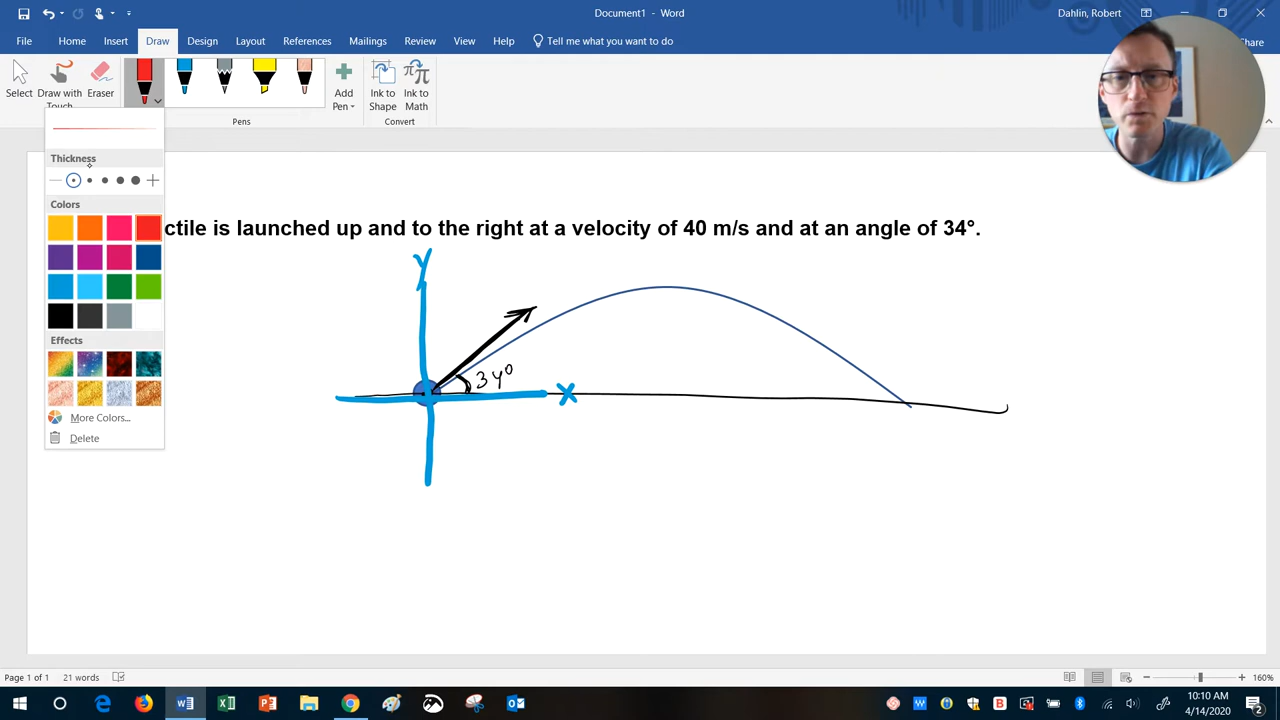 Document1 - Word
Dahlin, Robert
File Home Insert Draw Design Layout References Mailings Review View Help Tell me what you want to do
Share
Select
Draw with Touch
Eraser
Add Pen
Ink to Shape
Ink to Math
Pens
Convert
Thickness
Colors
Effects
More Colors...
Delete
ctile is launched up and to the right at a velocity of 40 m/s and at an angle of 34°.
Y
34°
X
Page 1 of 1 21 words
160%
10:10 AM
4/14/2020
2